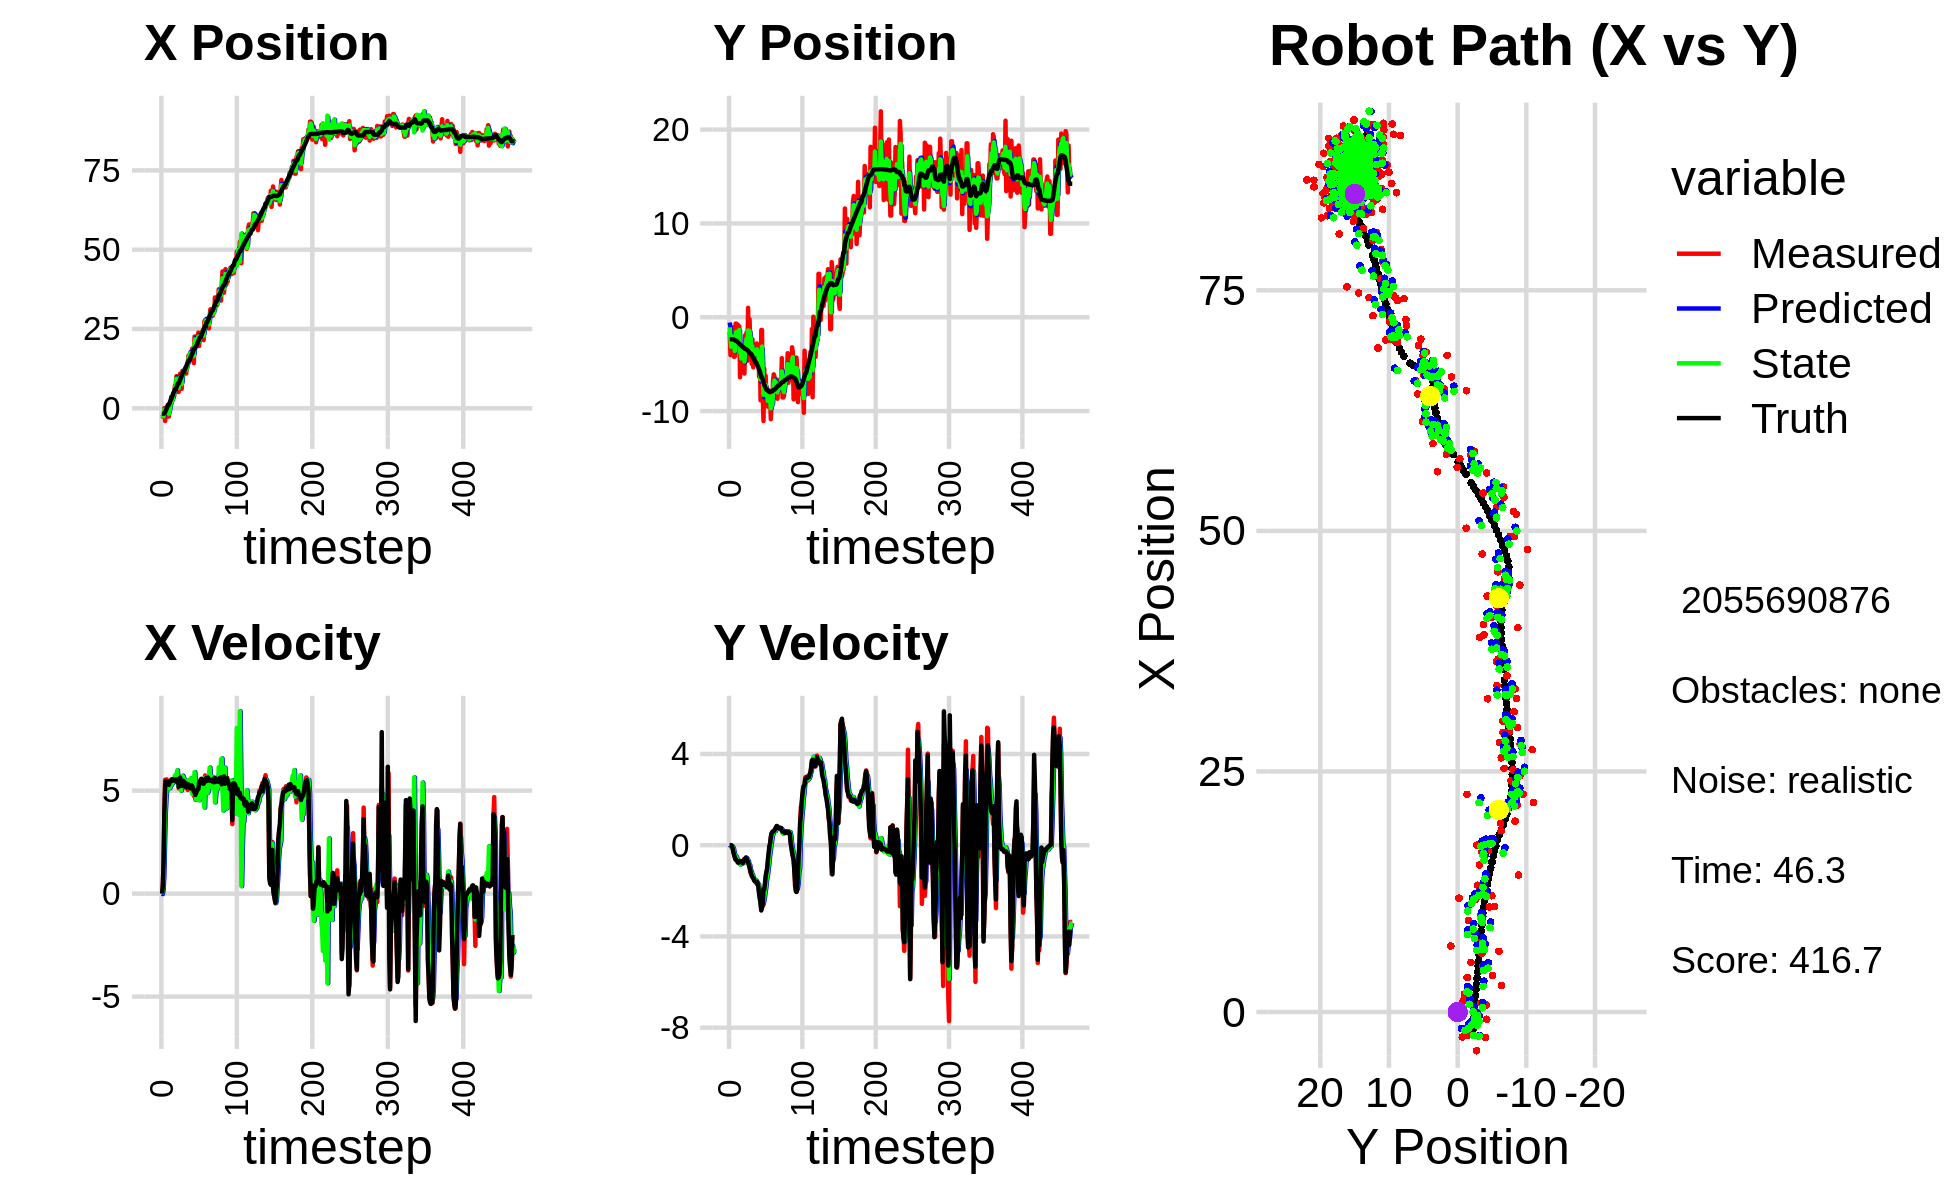 X Position
75
50
25
0
0 100 200 300 400
timestep
Y Position
20
10
0
-10
0 100 200 300 400
timestep
X Velocity
5
0
-5
0 100 200 300 400
timestep
Y Velocity
4
0
-4
-8
0 100 200 300 400
timestep
Robot Path (X vs Y)
X Position
75
50
25
0
20 10 0 -10 -20
Y Position
variable
Measured
Predicted
State
Truth
2055690876
Obstacles: none
Noise: realistic
Time: 46.3
Score: 416.7